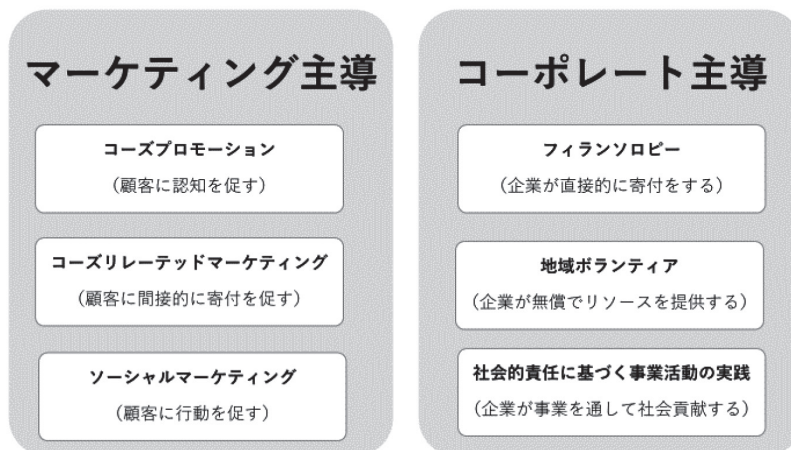 マーケティング主導
コーズプロモーション
（顧客に認知を促す）
コーズリレーテッドマーケティング
（顧客に間接的に寄付を促す）
ソーシャルマーケティング
（顧客に行動を促す）
コーポレート主導
フィランソロピー
（企業が直接的に寄付をする）
地域ボランティア
（企業が無償でリソースを提供する）
社会的責任に基づく事業活動の実践
（企業が事業を通して社会貢献する）